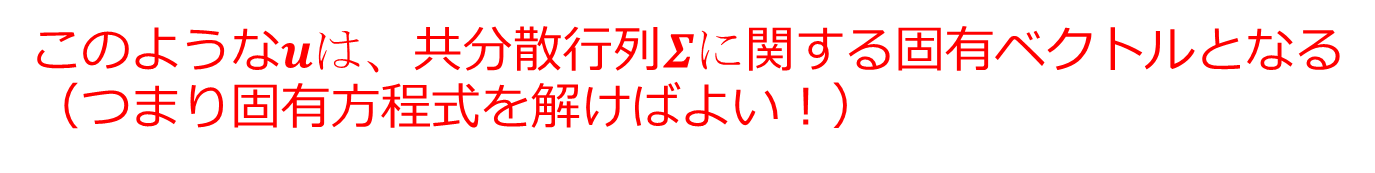 このような𝒖は、共分散行列𝜮に関する固有ベクトルとなる
（つまり固有方程式を解けばよい！）